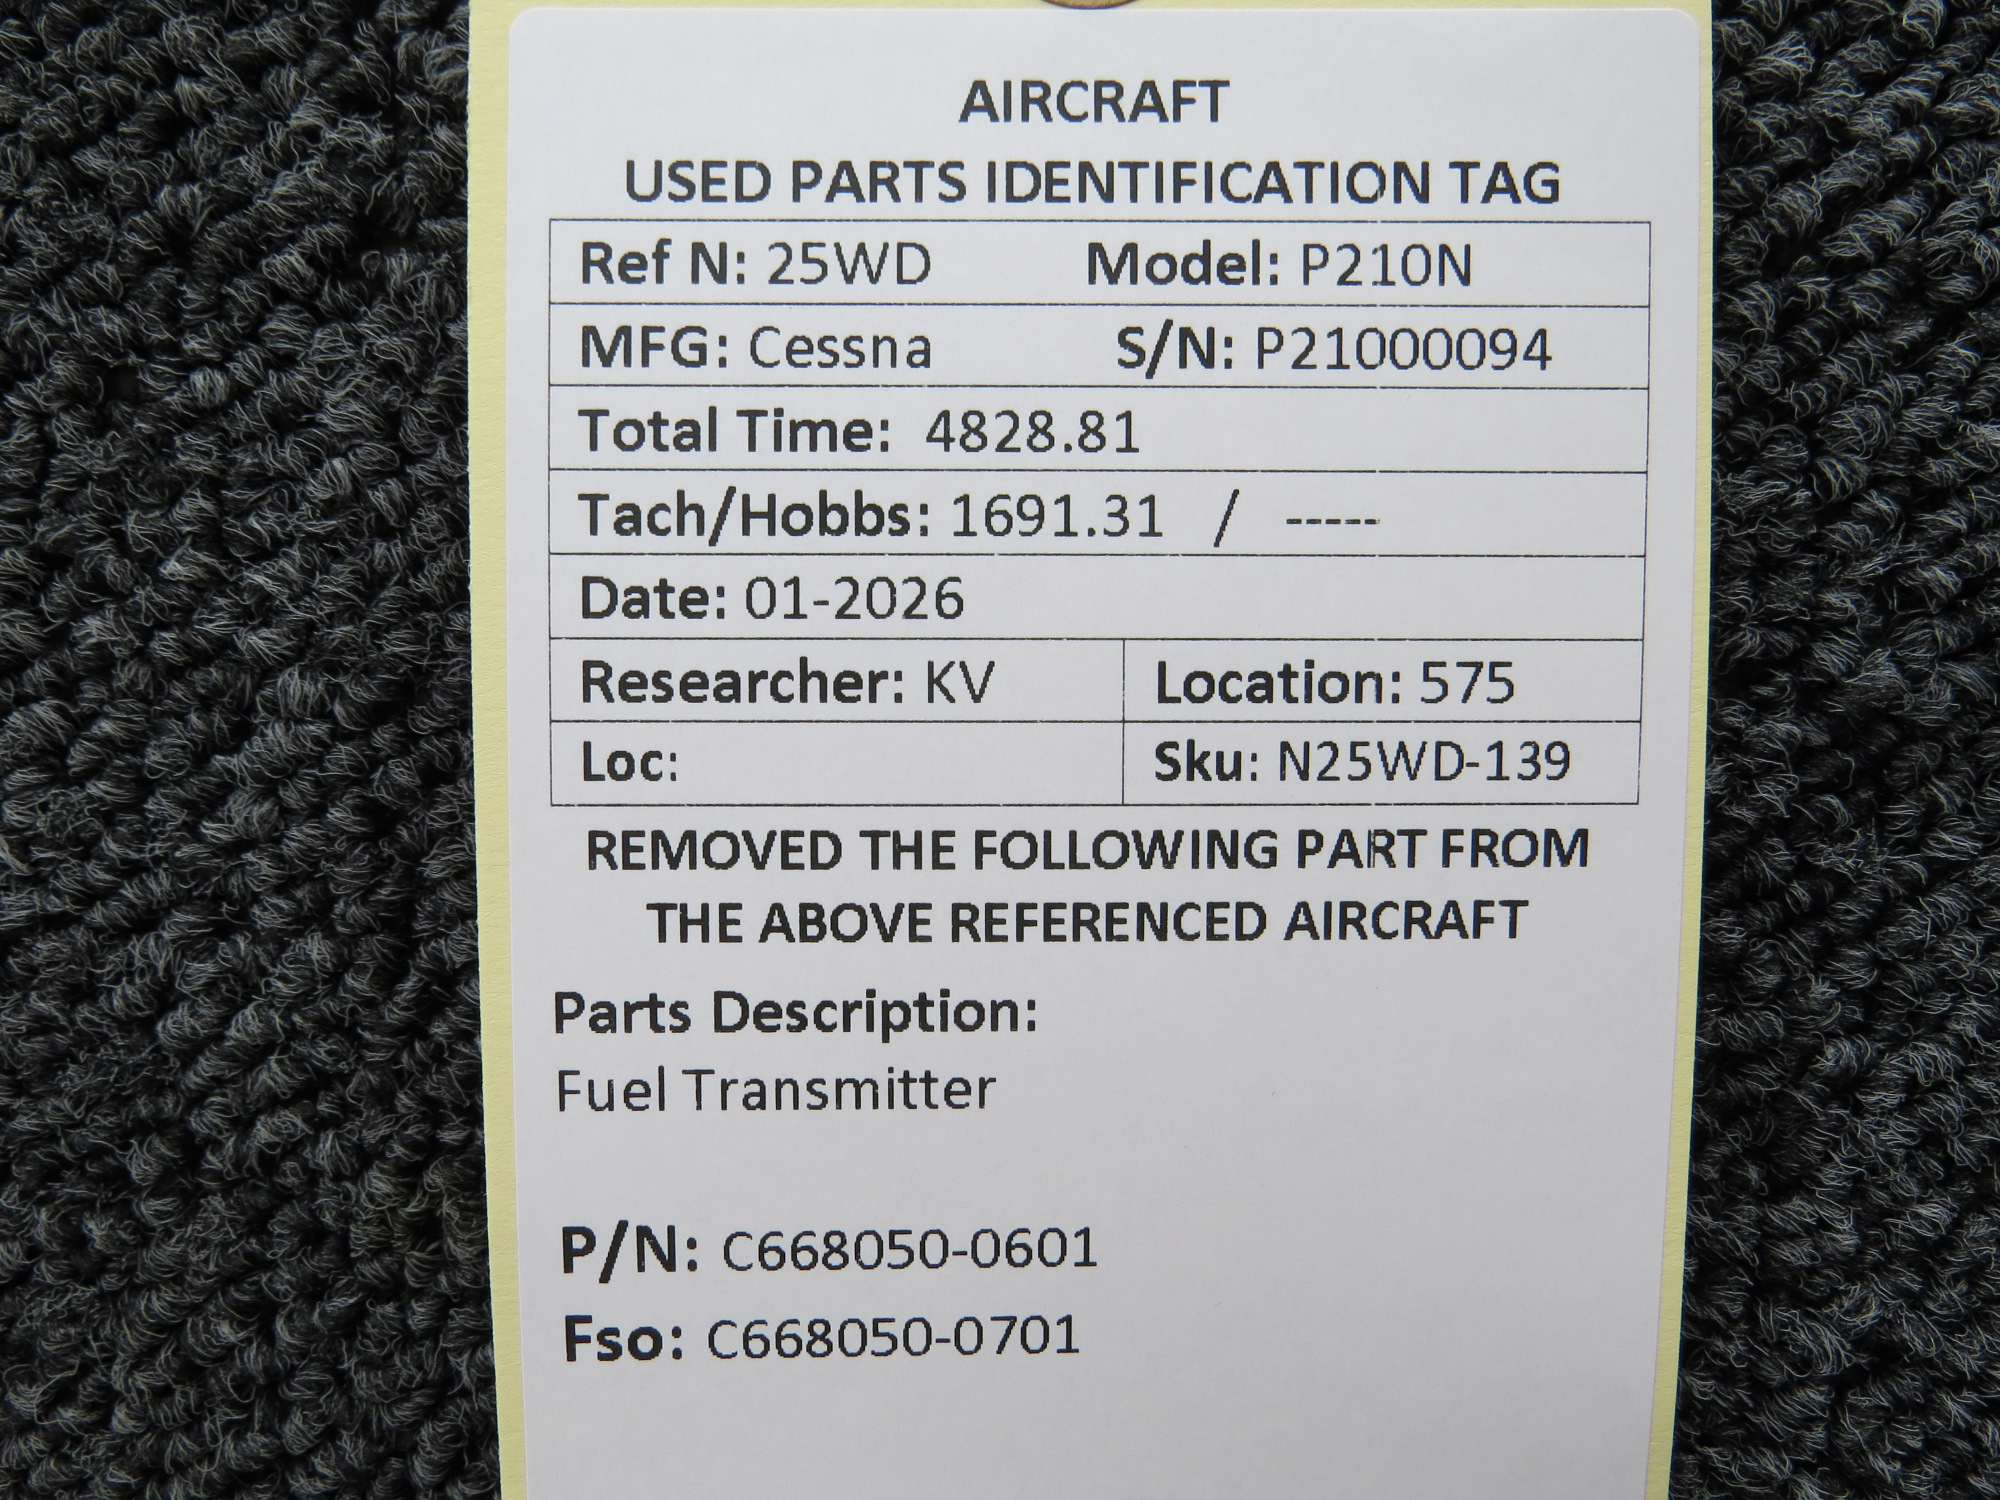 AIRCRAFT
USED PARTS IDENTIFICATION TAG
Ref N: 25WD Model: P210N
MFG: Cessna S/N: P21000094
Total Time: 4828.81
Tach/Hobbs: 1691.31 / -----
Date: 01-2026
Researcher: KV Location: 575
Loc: Sku: N25WD-139
REMOVED THE FOLLOWING PART FROM
THE ABOVE REFERENCED AIRCRAFT
Parts Description:
Fuel Transmitter
P/N: C668050-0601
Fso: C668050-0701